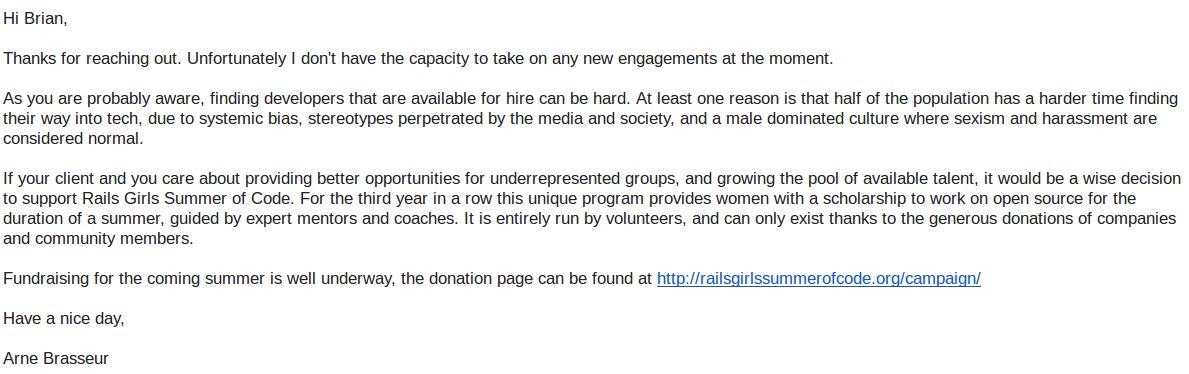 Hi Brian,
Thanks for reaching out. Unfortunately I don't have the capacity to take on any new engagements at the moment.
As you are probably aware, finding developers that are available for hire can be hard. At least one reason is that half of the population has a harder time finding
their way into tech, due to systemic bias, stereotypes perpetrated by the media and society, and a male dominated culture where sexism and harassment are
considered normal.
If your client and you care about providing better opportunities for underrepresented groups, and growing the pool of available talent, it would be a wise decision
to support Rails Girls Summer of Code. For the third year in a row this unique program provides women with a scholarship to work on open source for the
duration of a summer, guided by expert mentors and coaches. It is entirely run by volunteers, and can only exist thanks to the generous donations of companies
and community members.
Fundraising for the coming summer is well underway, the donation page can be found at http://railsgirlssummerofcode.org/campaign/
Have a nice day,
Arne Brasseur